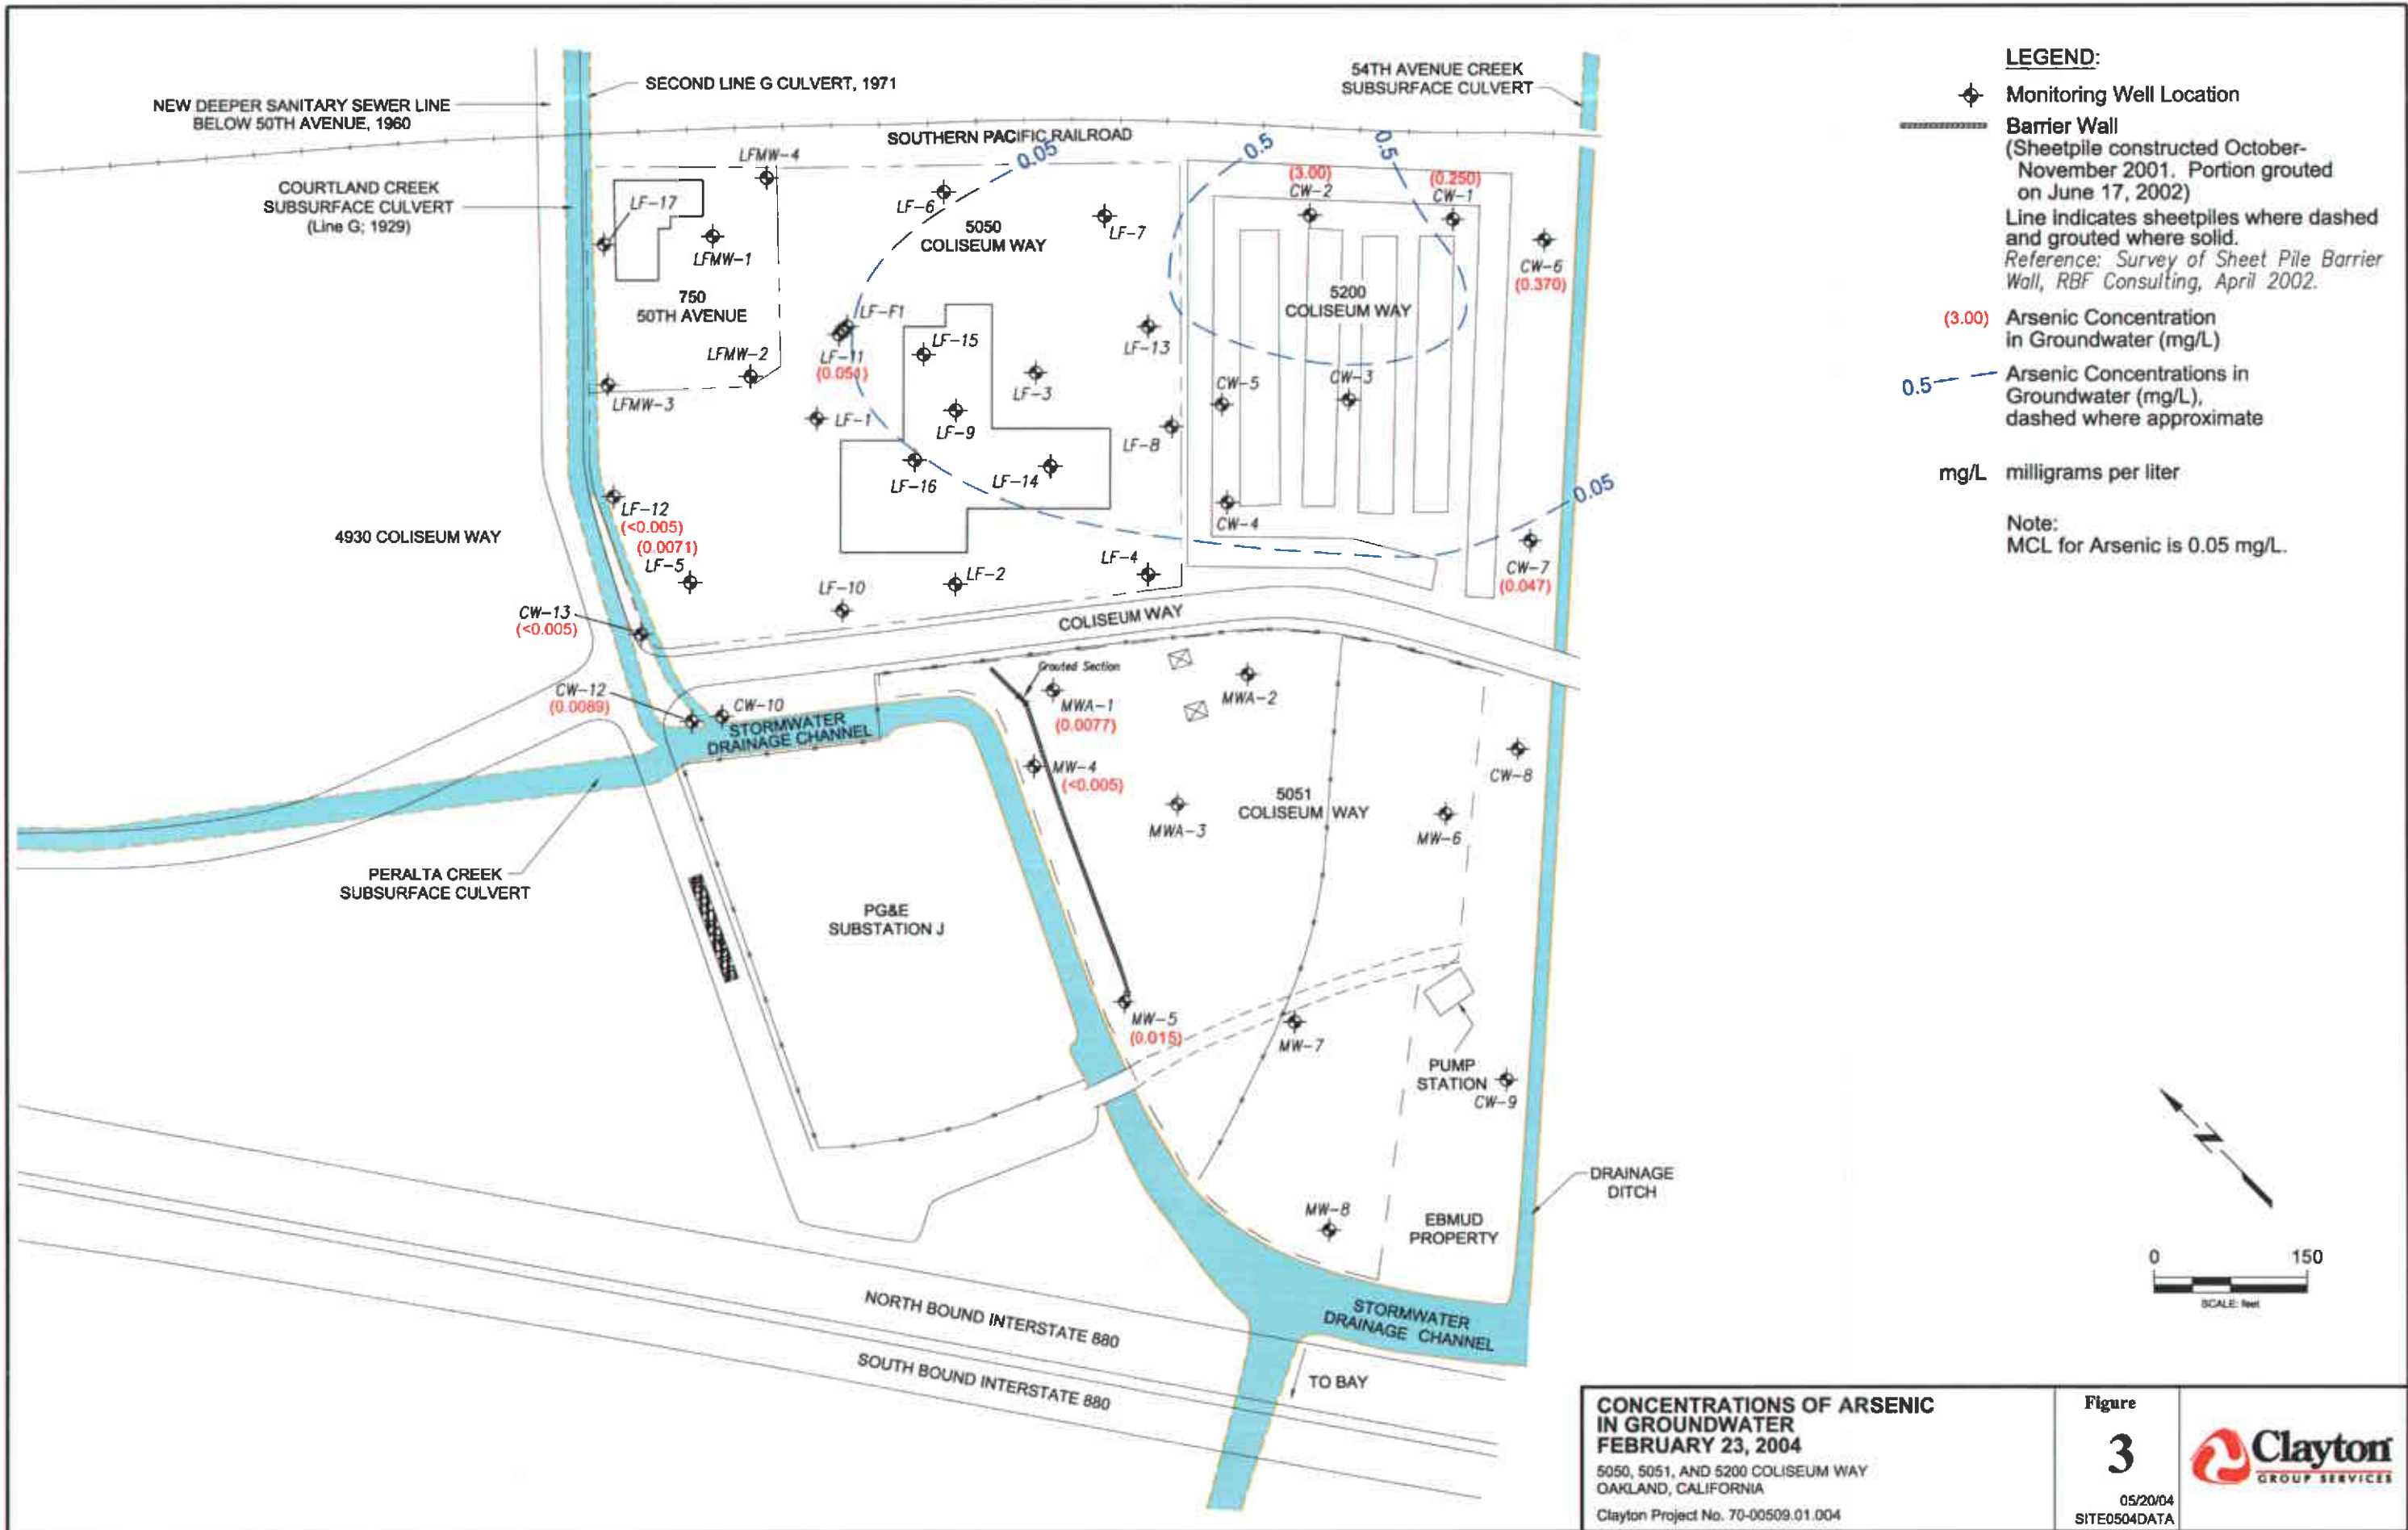 NEW DEEPER SANITARY SEWER LINE
BELOW 50TH AVENUE, 1960
SECOND LINE G CULVERT, 1971
54TH AVENUE CREEK
SUBSURFACE CULVERT
SOUTHERN PACIFIC RAILROAD
COURTLAND CREEK
SUBSURFACE CULVERT
(Line G; 1929)
LFMW-4
LF-17
LFMW-1
750
50TH AVENUE
LFMW-2
LFMW-3
LF-6
0.05
5050
COLISEUM WAY
LF-7
0.5
0.5
(3.00)
CW-2
(0.250)
CW-1
CW-6
(0.370)
5200
COLISEUM WAY
LF-F1
LF-11
(0.051)
LF-15
LF-13
LF-3
CW-5
CW-3
LF-1
LF-9
LF-8
LF-16
LF-14
CW-4
0.05
LF-12
(<0.005)
(0.0071)
LF-5
4930 COLISEUM WAY
LF-10
LF-2
LF-4
CW-7
(0.047)
CW-13
(<0.005)
COLISEUM WAY
CW-12
(0.0089)
CW-10
STORMWATER
DRAINAGE CHANNEL
Grouted Section
MWA-1
(0.0077)
MWA-2
MW-4
(<0.005)
CW-8
5051
COLISEUM WAY
MWA-3
MW-6
PERALTA CREEK
SUBSURFACE CULVERT
PG&E
SUBSTATION J
MW-5
(0.015)
MW-7
PUMP
STATION
CW-9
DRAINAGE
DITCH
MW-8
EBMUD
PROPERTY
STORMWATER
DRAINAGE CHANNEL
NORTH BOUND INTERSTATE 880
SOUTH BOUND INTERSTATE 880
TO BAY
LEGEND:
Monitoring Well Location
Barrier Wall
(Sheetpile constructed October-
November 2001. Portion grouted
on June 17, 2002)
Line indicates sheetpiles where dashed
and grouted where solid.
Reference: Survey of Sheet Pile Barrier
Wall, RBF Consulting, April 2002.
(3.00) Arsenic Concentration
in Groundwater (mg/L)
0.5 Arsenic Concentrations in
Groundwater (mg/L),
dashed where approximate
mg/L milligrams per liter
Note:
MCL for Arsenic is 0.05 mg/L.
N
0 150
SCALE: feet
CONCENTRATIONS OF ARSENIC
IN GROUNDWATER
FEBRUARY 23, 2004
5050, 5051, AND 5200 COLISEUM WAY
OAKLAND, CALIFORNIA
Clayton Project No. 70-00509.01.004
Figure
3
05/20/04
SITE0504DATA
Clayton
GROUP SERVICES